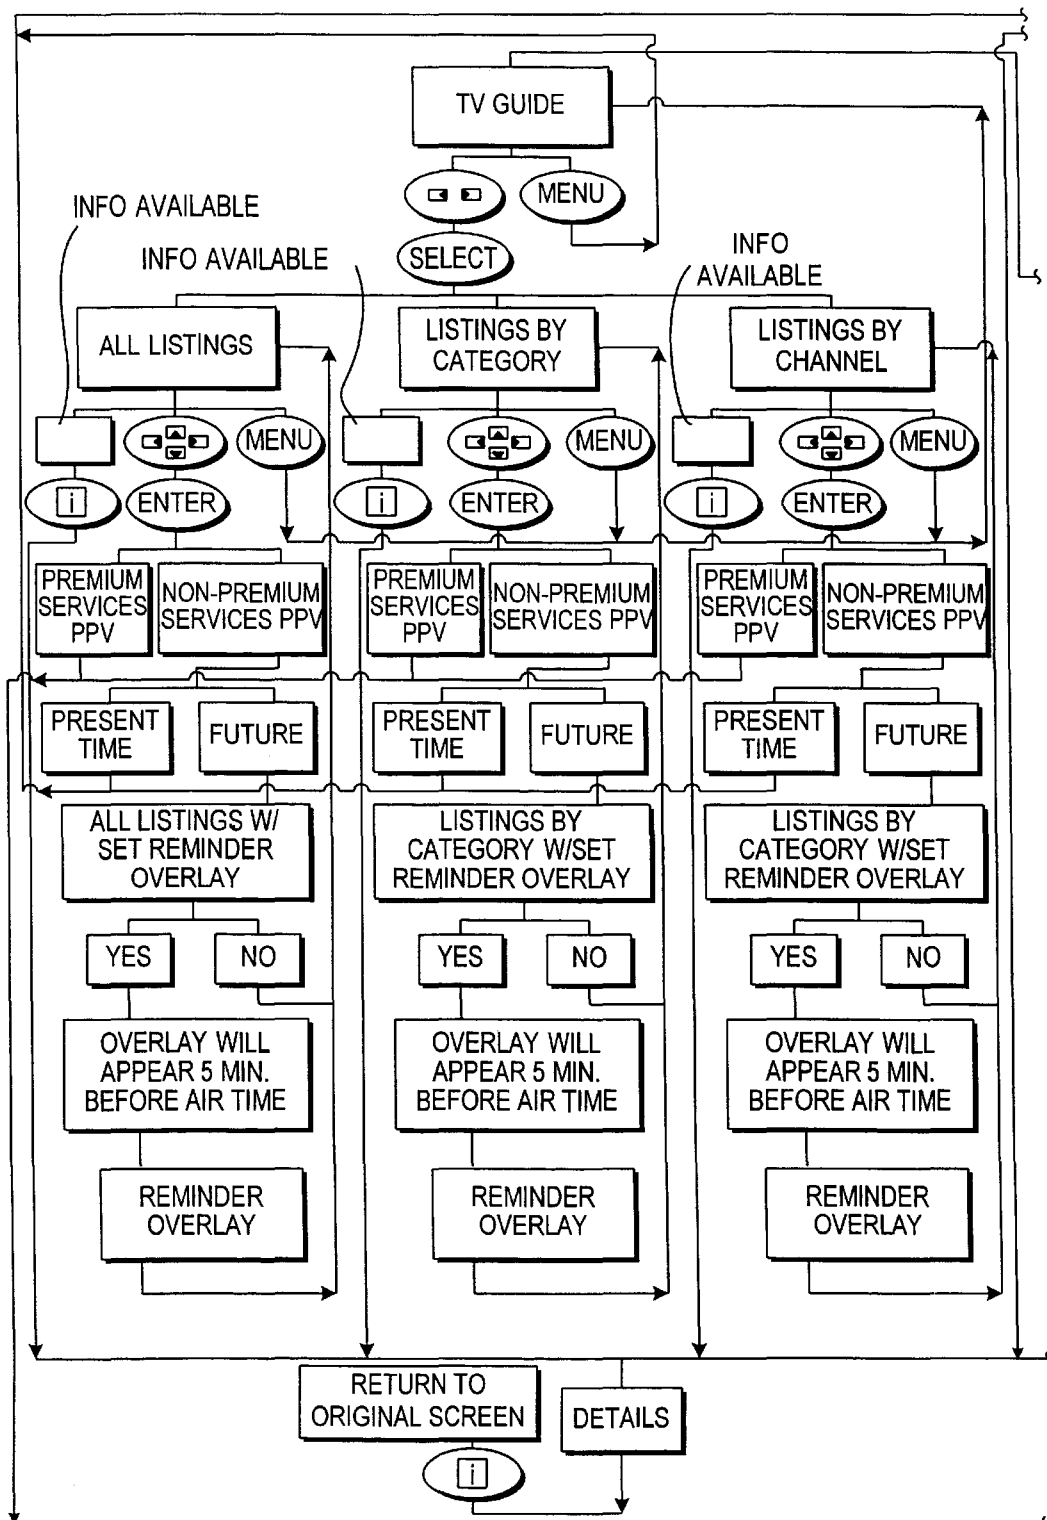 TV GUIDE
MENU
SELECT
INFO AVAILABLE
INFO AVAILABLE
INFO
AVAILABLE
ALL LISTINGS
LISTINGS BY
CATEGORY
LISTINGS BY
CHANNEL
MENU
MENU
MENU
i
ENTER
i
ENTER
i
ENTER
PREMIUM
SERVICES
PPV
NON-PREMIUM
SERVICES PPV
PREMIUM
SERVICES
PPV
NON-PREMIUM
SERVICES PPV
PREMIUM
SERVICES
PPV
NON-PREMIUM
SERVICES PPV
PRESENT
TIME
FUTURE
PRESENT
TIME
FUTURE
PRESENT
TIME
FUTURE
ALL LISTINGS W/
SET REMINDER
OVERLAY
LISTINGS BY
CATEGORY W/SET
REMINDER OVERLAY
LISTINGS BY
CATEGORY W/SET
REMINDER OVERLAY
YES
NO
YES
NO
YES
NO
OVERLAY WILL
APPEAR 5 MIN.
BEFORE AIR TIME
OVERLAY WILL
APPEAR 5 MIN.
BEFORE AIR TIME
OVERLAY WILL
APPEAR 5 MIN.
BEFORE AIR TIME
REMINDER
OVERLAY
REMINDER
OVERLAY
REMINDER
OVERLAY
RETURN TO
ORIGINAL SCREEN
DETAILS
i